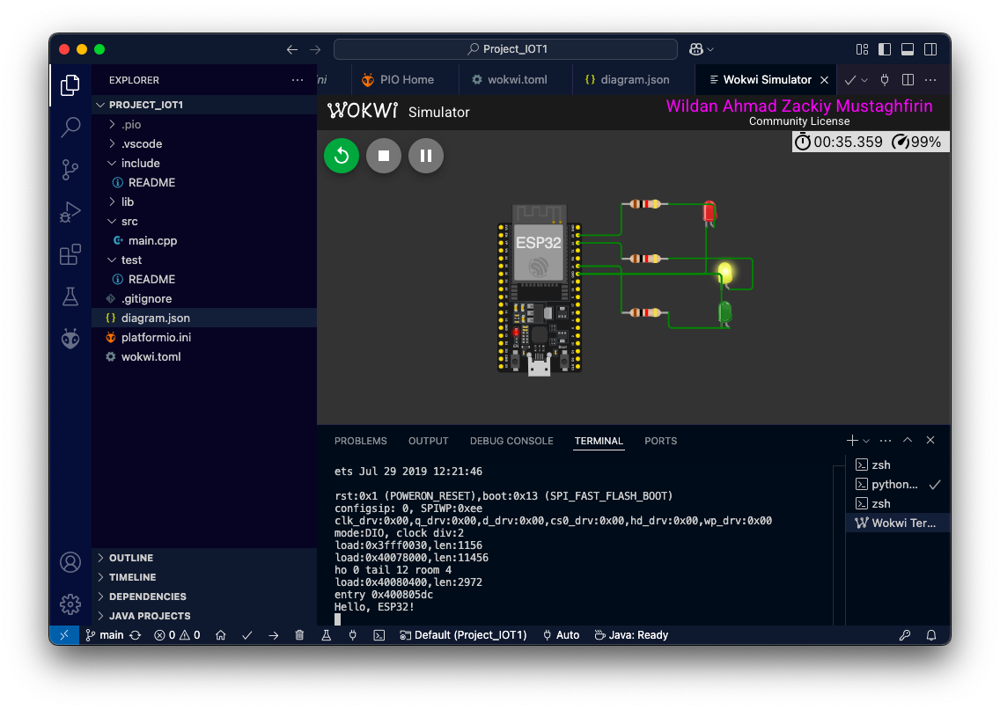 Project_IOT1
EXPLORER
ini
PIO Home
wokwi.toml
diagram.json
Wokwi Simulator
PROJECT_IOT1
.pio
.vscode
include
README
lib
src
main.cpp
test
README
.gitignore
diagram.json
platformio.ini
wokwi.toml
OUTLINE
TIMELINE
DEPENDENCIES
JAVA PROJECTS
WOKWi Simulator
Wildan Ahmad Zackiy Mustaghfirin
Community License
00:35.359 99%
ESP32
PROBLEMS OUTPUT DEBUG CONSOLE TERMINAL PORTS
ets Jul 29 2019 12:21:46
rst:0x1 (POWERON_RESET),boot:0x13 (SPI_FAST_FLASH_BOOT)
configsip: 0, SPIWP:0xee
clk_drv:0x00,q_drv:0x00,d_drv:0x00,cs0_drv:0x00,hd_drv:0x00,wp_drv:0x00
mode:DIO, clock div:2
load:0x3fff0030,len:1156
load:0x40078000,len:11456
ho 0 tail 12 room 4
load:0x40080400,len:2972
entry 0x400805dc
Hello, ESP32!
zsh
python...
zsh
Wokwi Ter...
main 0 0 Default (Project_IOT1) Auto Java: Ready